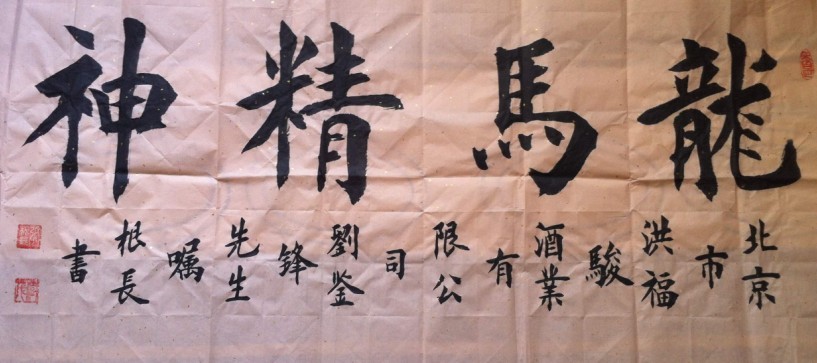 龍馬精神
北京
市
洪福
駿
酒業
有
限公
司
劉鋆
鋒
先生
嘱
根長
書